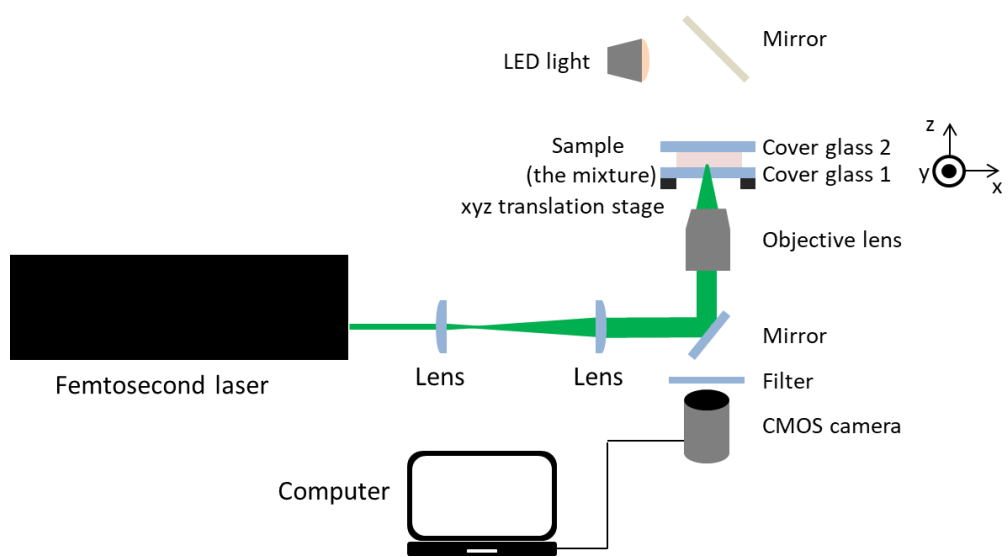 Mirror
LED light
z
Sample
Cover glass 2
(the mixture)
Cover glass 1
y
x
xyz translation stage
Objective lens
Mirror
Femtosecond laser
Lens
Lens
Filter
CMOS camera
Computer